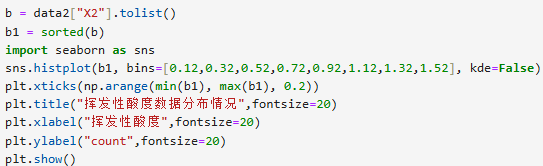 b = data2["X2"].tolist()
b1 = sorted(b)
import seaborn as sns
sns.histplot(b1, bins=[0.12,0.32,0.52,0.72,0.92,1.12,1.32,1.52], kde=False)
plt.xticks(np.arange(min(b1), max(b1), 0.2))
plt.title("挥发性酸度数据分布情况",fontsize=20)
plt.xlabel("挥发性酸度",fontsize=20)
plt.ylabel("count",fontsize=20)
plt.show()